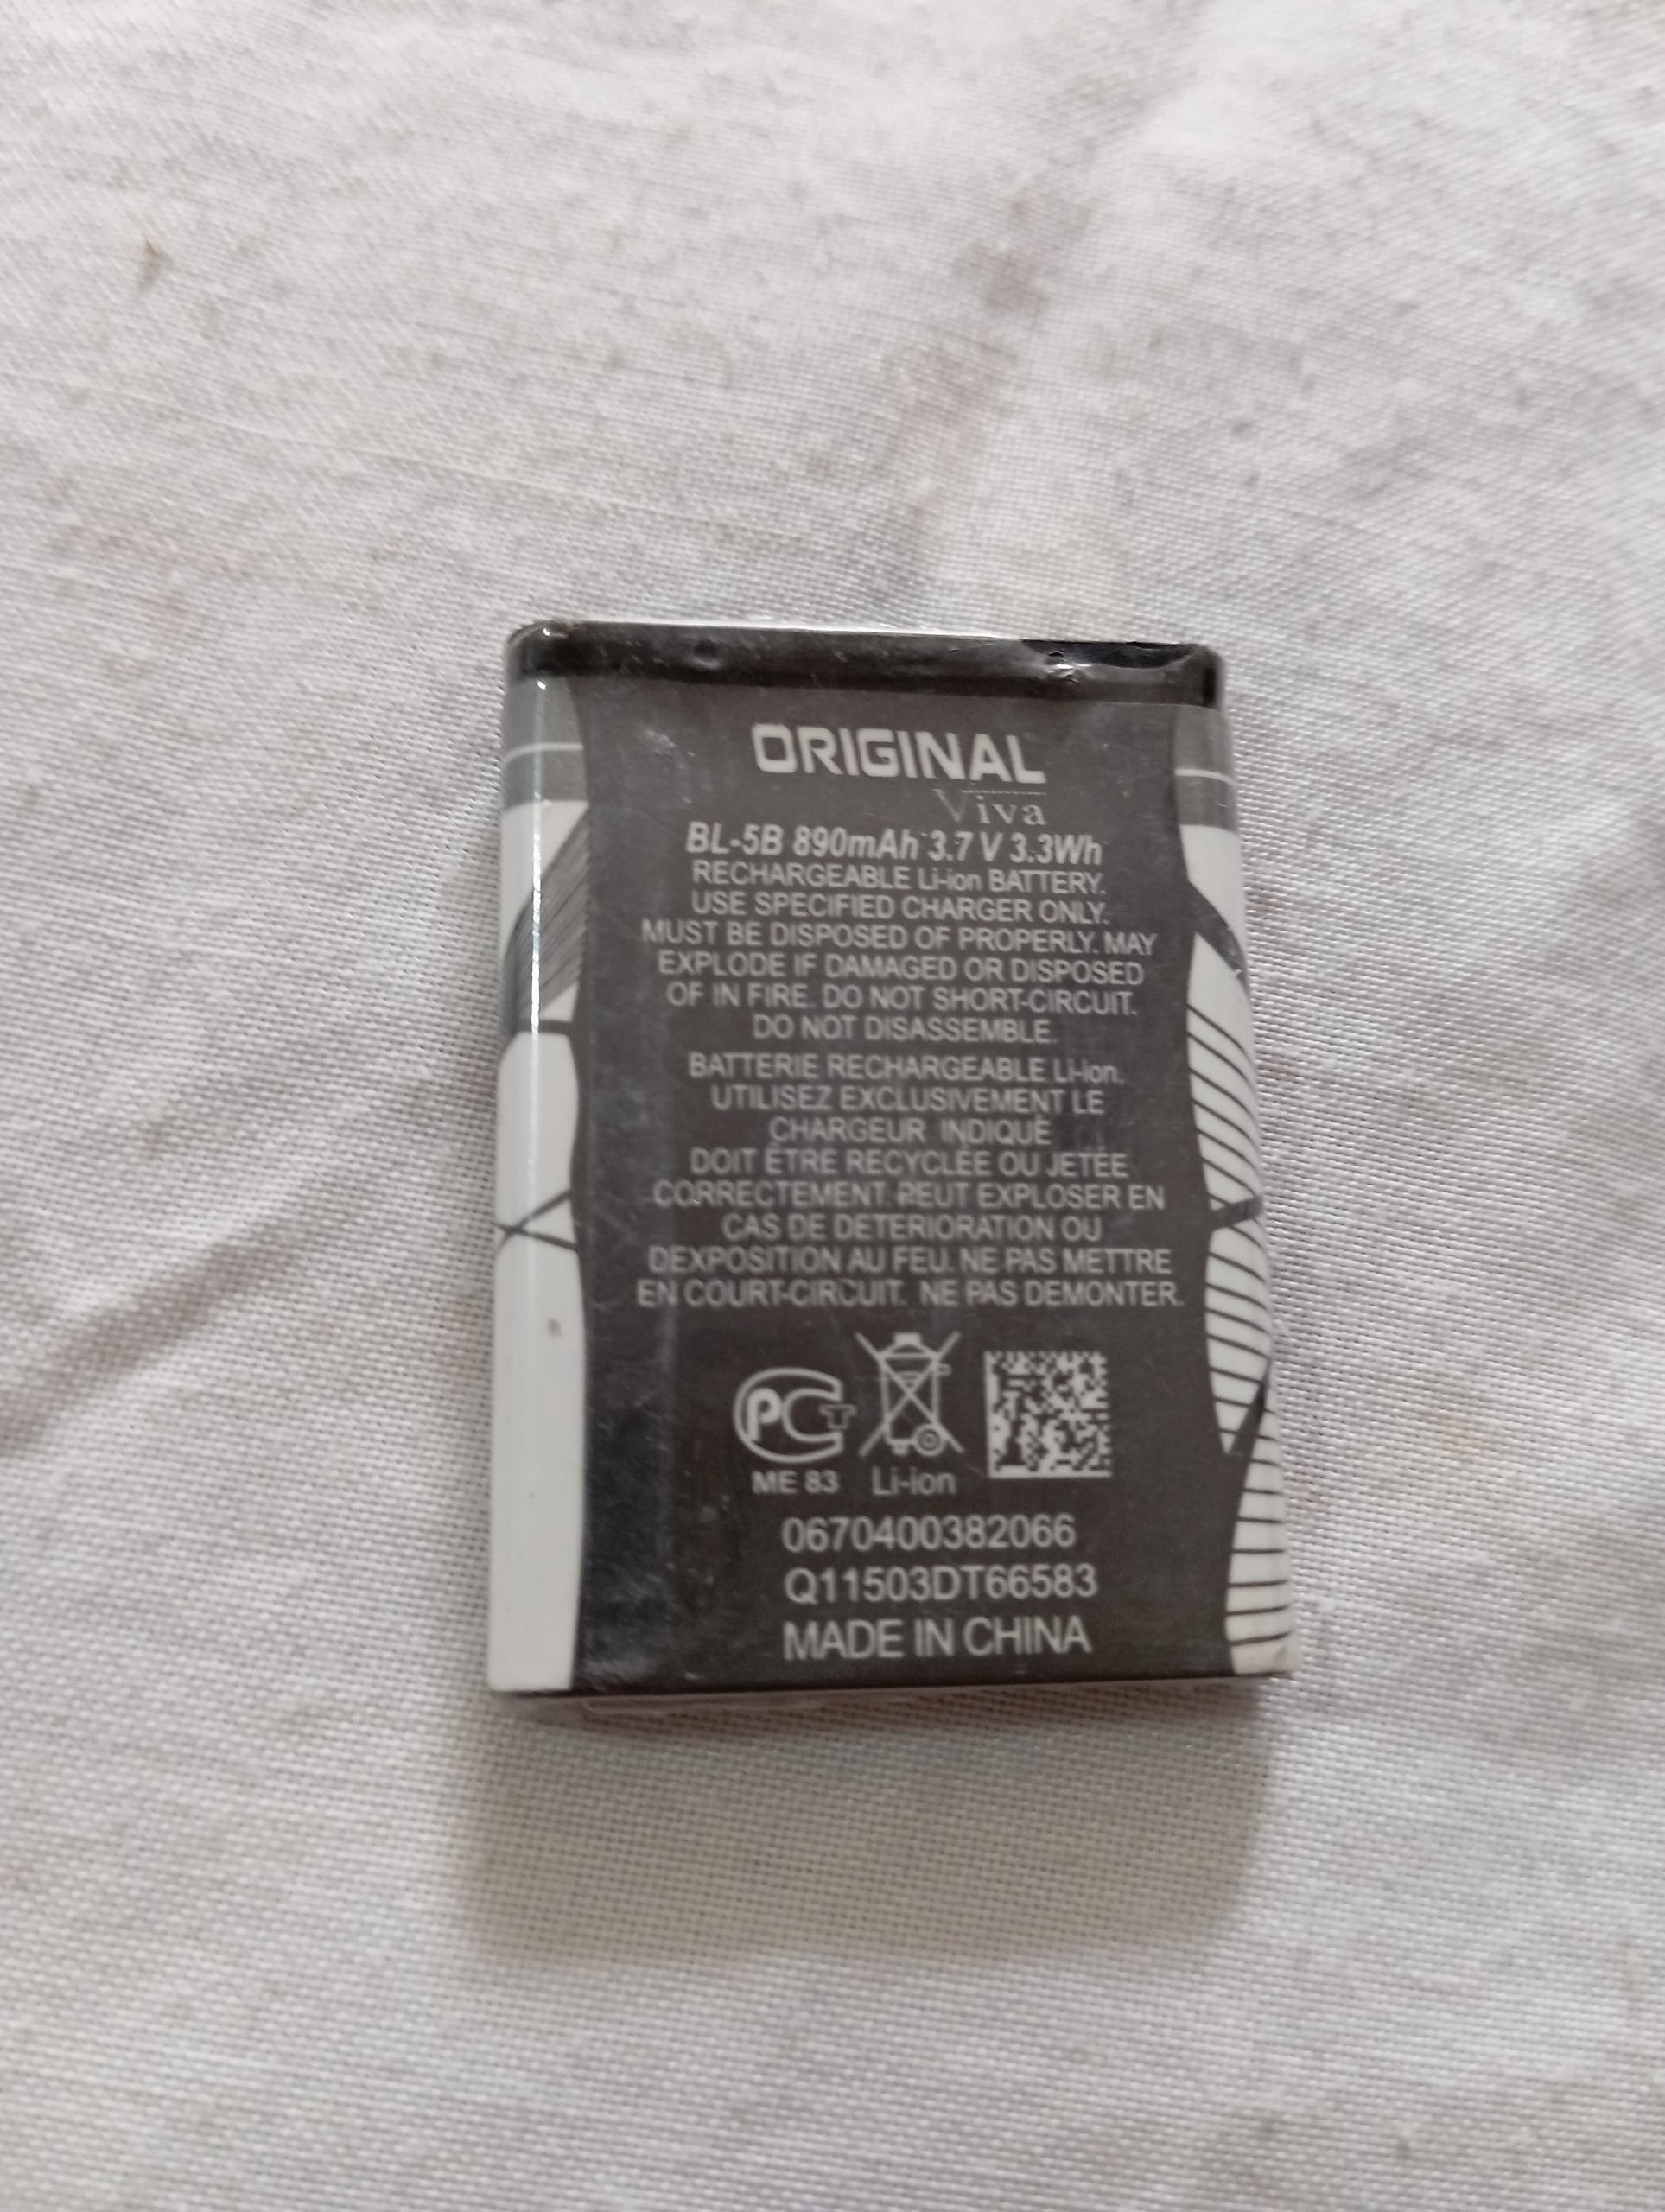 ORIGINAL
Viva
BL-5B 890mAh 3.7 V 3.3Wh
RECHARGEABLE Li-ion BATTERY.
USE SPECIFIED CHARGER ONLY.
MUST BE DISPOSED OF PROPERLY. MAY
EXPLODE IF DAMAGED OR DISPOSED
OF IN FIRE. DO NOT SHORT-CIRCUIT.
DO NOT DISASSEMBLE.
BATTERIE RECHARGEABLE Li-ion.
UTILISEZ EXCLUSIVEMENT LE
CHARGEUR INDIQUÈ
DOIT ÊTRE RECYCLÉE OU JETÉE
CORRECTEMENT. PEUT EXPLOSER EN
CAS DE DETERIORATION OU
DEXPOSITION AU FEU. NE PAS METTRE
EN COURT-CIRCUIT. NE PAS DEMONTER.
PCT
ME 83 Li-ion
0670400382066
Q11503DT66583
MADE IN CHINA